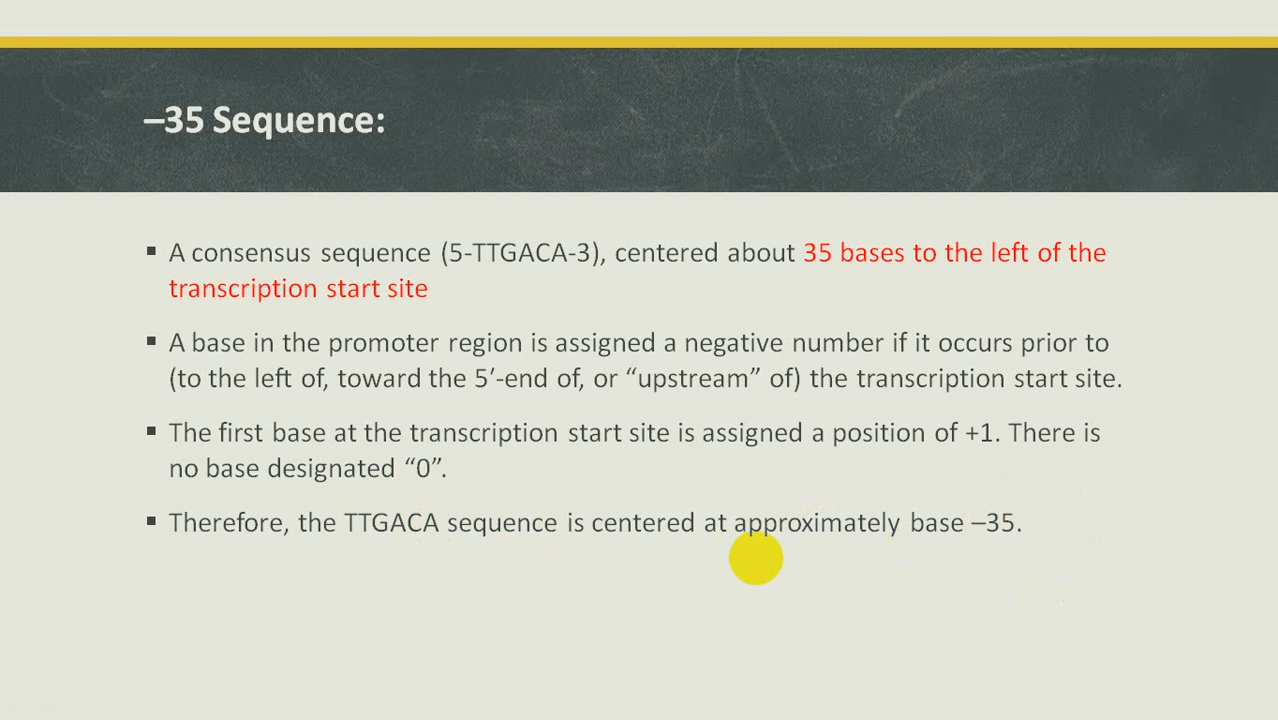 –35 Sequence:
▪ A consensus sequence (5-TTGACA-3), centered about 35 bases to the left of the
transcription start site
▪ A base in the promoter region is assigned a negative number if it occurs prior to
(to the left of, toward the 5′-end of, or “upstream” of) the transcription start site.
▪ The first base at the transcription start site is assigned a position of +1. There is
no base designated “0”.
▪ Therefore, the TTGACA sequence is centered at approximately base –35.